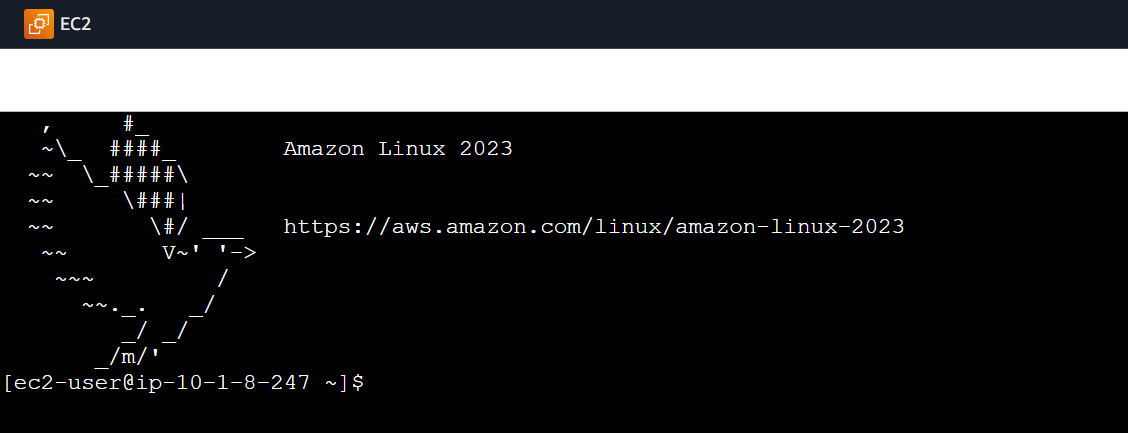 EC2
   ,     #_
   ~\_  ####_        Amazon Linux 2023
  ~~  \_#####\
  ~~     \###|
  ~~       \#/ ___   https://aws.amazon.com/linux/amazon-linux-2023
   ~~       V~' '->
    ~~~         /
      ~~._.   _/
         _/ _/
       _/m/'
[ec2-user@ip-10-1-8-247 ~]$